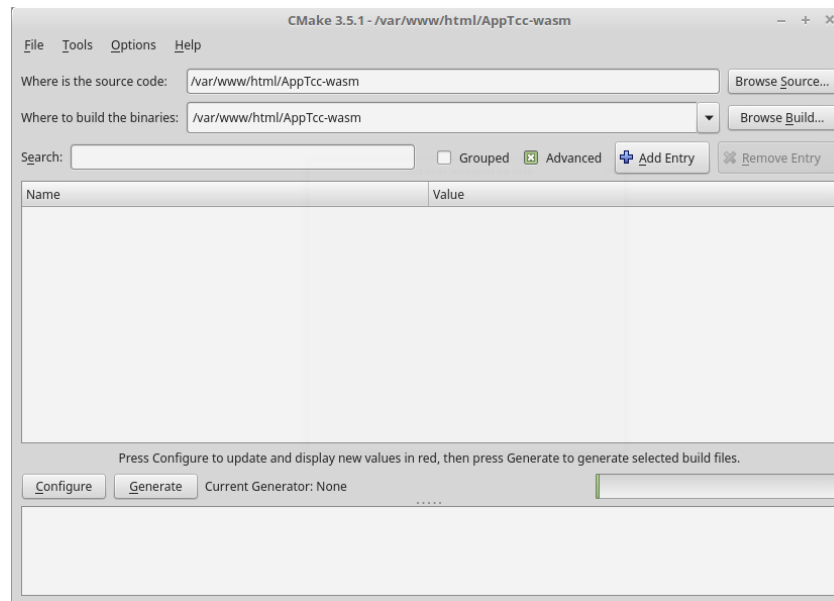 CMake 3.5.1 - /var/www/html/AppTcc-wasm
File Tools Options Help
Where is the source code: /var/www/html/AppTcc-wasm Browse Source...
Where to build the binaries: /var/www/html/AppTcc-wasm Browse Build...
Search: Grouped Advanced Add Entry Remove Entry
Name Value
Press Configure to update and display new values in red, then press Generate to generate selected build files.
Configure Generate Current Generator: None